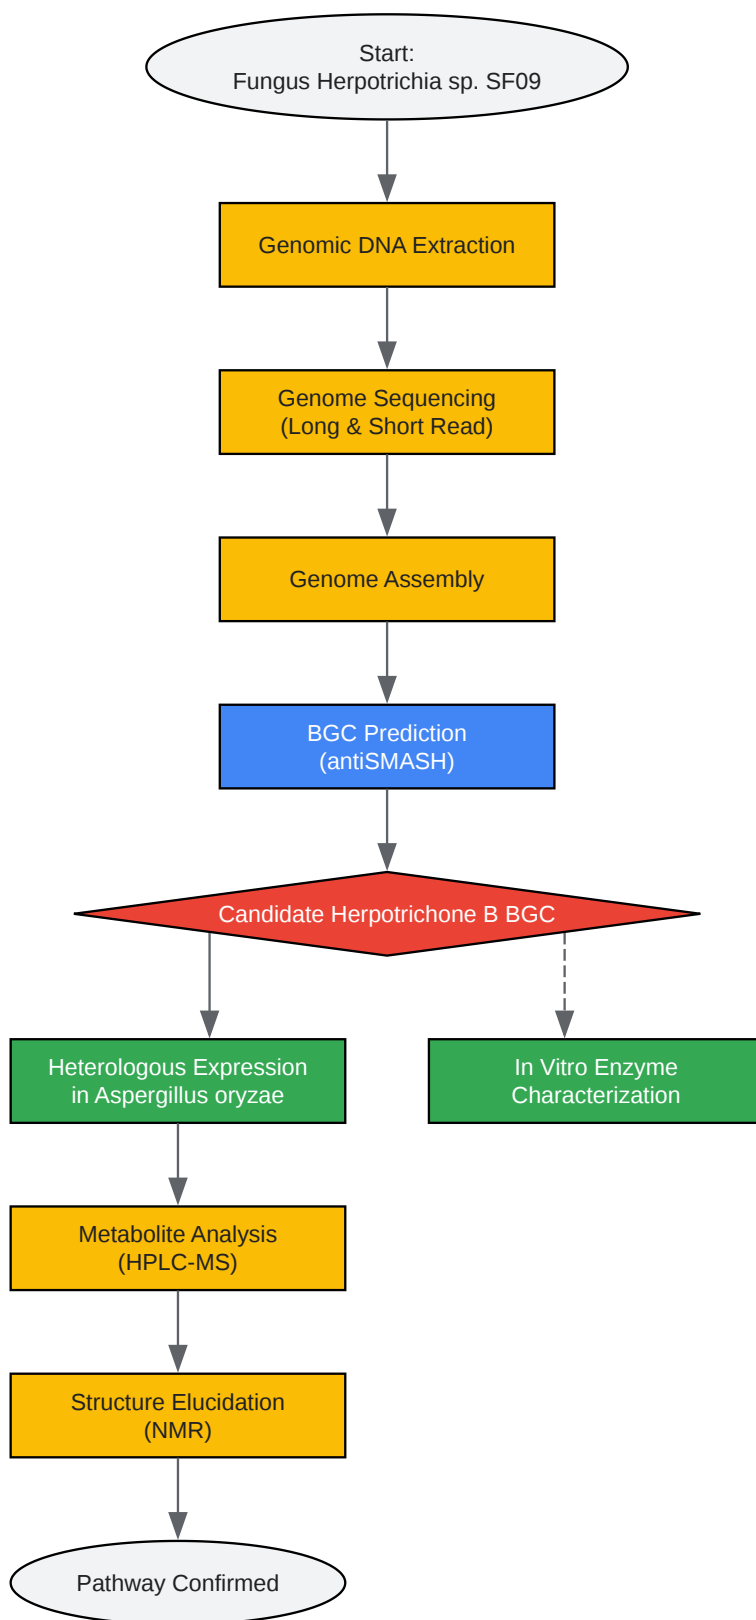 Start:
Fungus Herpotrichia sp. SF09
Genomic DNA Extraction
Genome Sequencing
(Long & Short Read)
Genome Assembly
BGC Prediction
(antiSMASH)
Candidate Herpotrichone B BGC
Heterologous Expression
in Aspergillus oryzae
In Vitro Enzyme
Characterization
Metabolite Analysis
(HPLC-MS)
Structure Elucidation
(NMR)
Pathway Confirmed